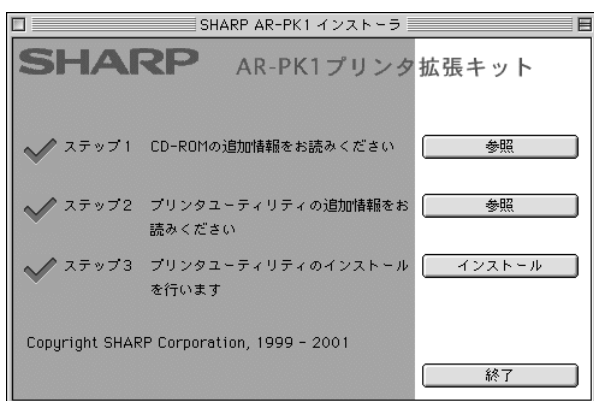 SHARP AR-PK1 インストーラ
SHARP AR-PK1プリンタ拡張キット
ステップ1 CD-ROMの追加情報をお読みください 参照
ステップ2 プリンタユーティリティの追加情報をお 参照
読みください
ステップ3 プリンタユーティリティのインストール インストール
を行います
Copyright SHARP Corporation, 1999 - 2001
終了